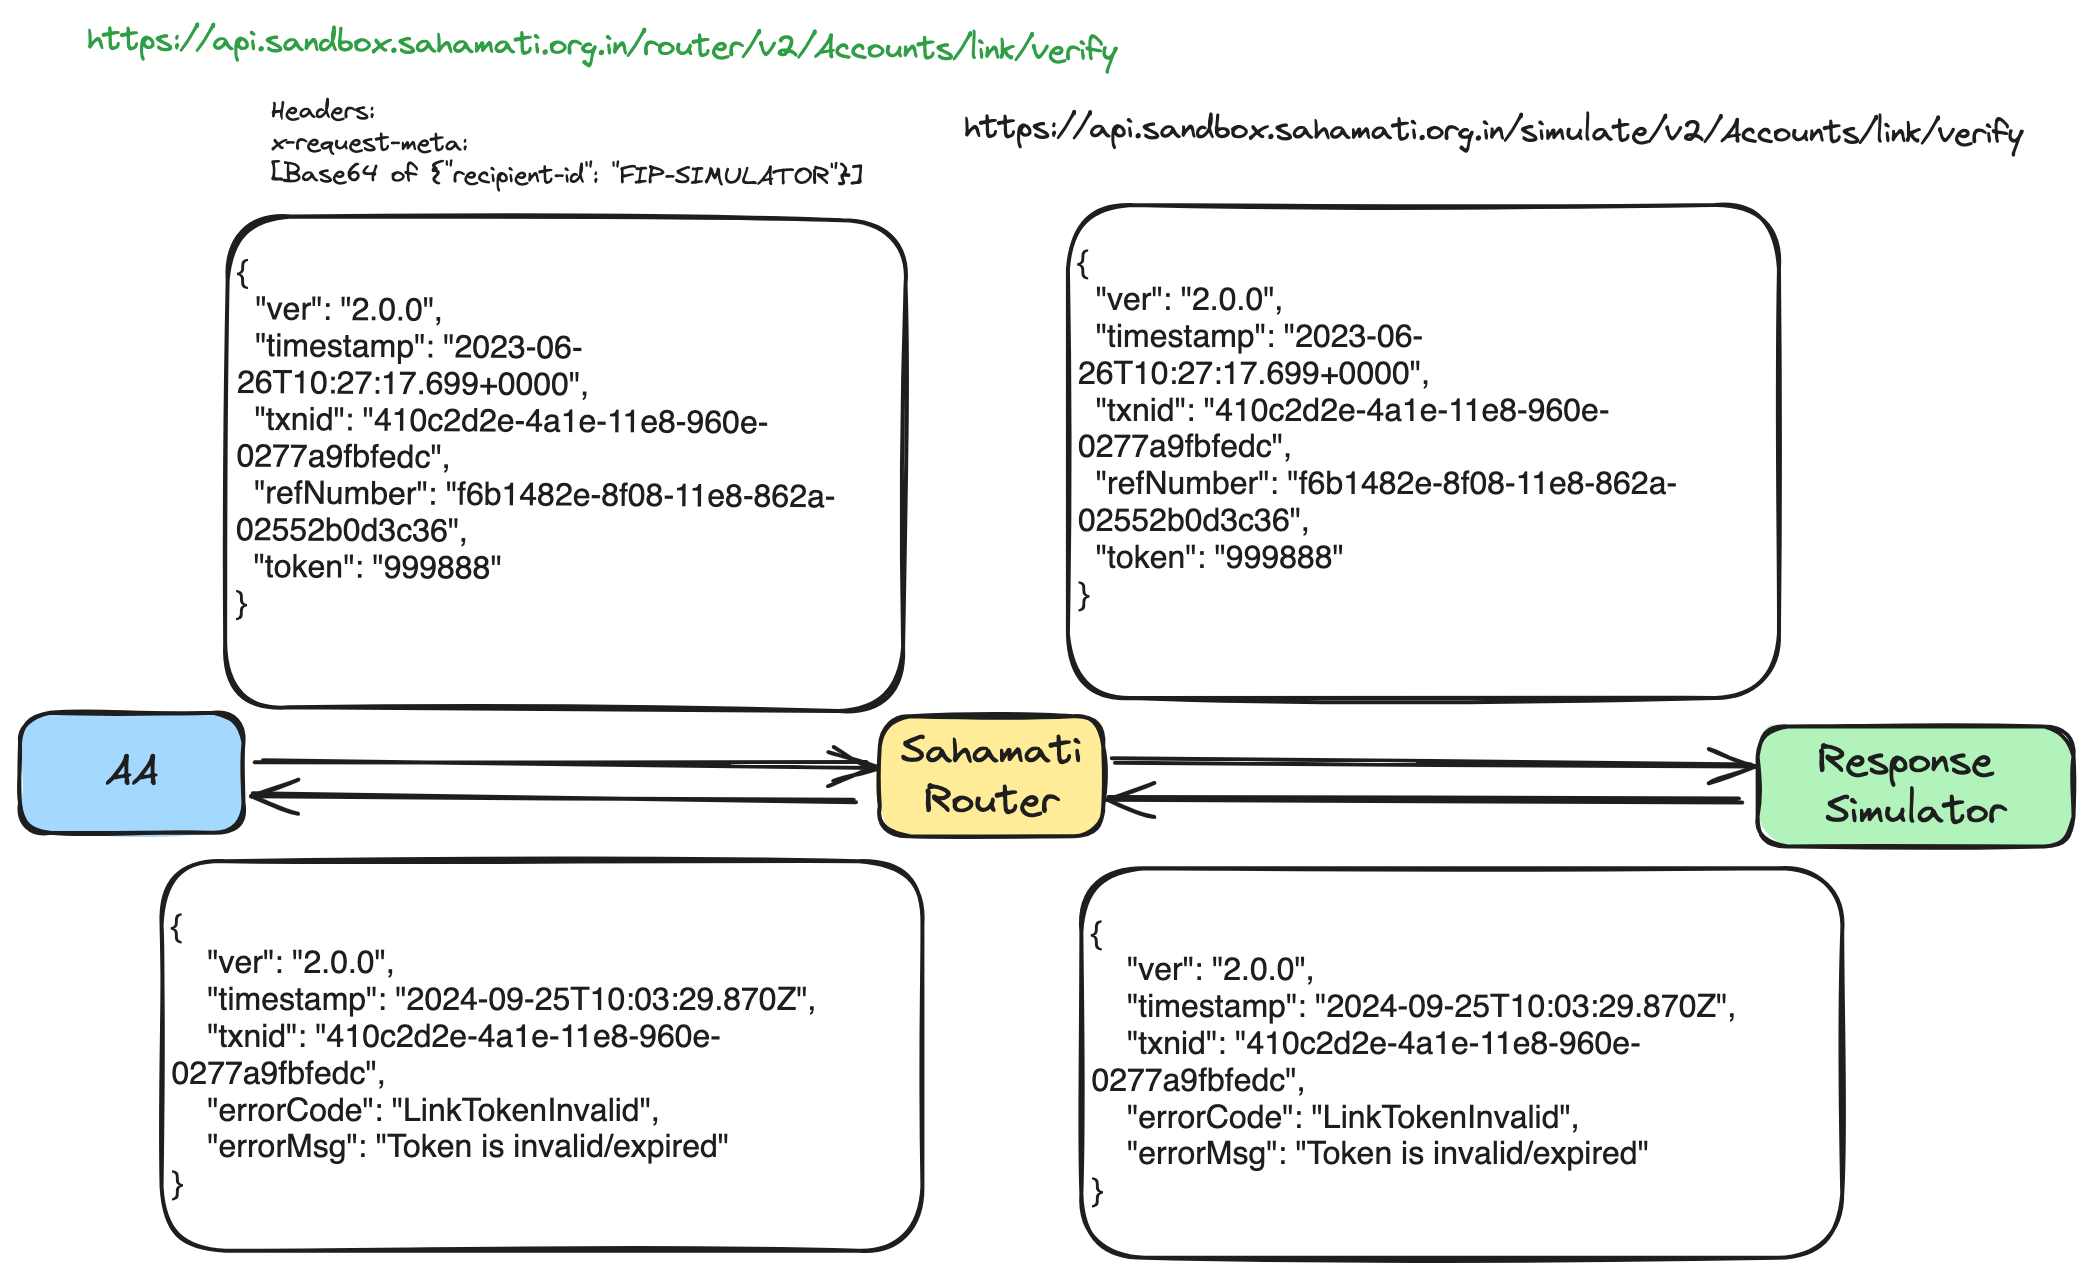 https://api.sandbox.sahamati.org.in/router/v2/Accounts/link/verify
Headers:
x-request-meta:
[Base64 of {"recipient-id": "FIP-SIMULATOR"}]
https://api.sandbox.sahamati.org.in/simulate/v2/Accounts/link/verify
{
"ver": "2.0.0",
"timestamp": "2023-06-
26T10:27:17.699+0000",
"txnid": "410c2d2e-4a1e-11e8-960e-
0277a9fbfedc",
"refNumber": "f6b1482e-8f08-11e8-862a-
02552b0d3c36",
"token": "999888"
}
{
"ver": "2.0.0",
"timestamp": "2023-06-
26T10:27:17.699+0000",
"txnid": "410c2d2e-4a1e-11e8-960e-
0277a9fbfedc",
"refNumber": "f6b1482e-8f08-11e8-862a-
02552b0d3c36",
"token": "999888"
}
AA
Sahamati
Router
Response
Simulator
{
"ver": "2.0.0",
"timestamp": "2024-09-25T10:03:29.870Z",
"txnid": "410c2d2e-4a1e-11e8-960e-
0277a9fbfedc",
"errorCode": "LinkTokenInvalid",
"errorMsg": "Token is invalid/expired"
}
{
"ver": "2.0.0",
"timestamp": "2024-09-25T10:03:29.870Z",
"txnid": "410c2d2e-4a1e-11e8-960e-
0277a9fbfedc",
"errorCode": "LinkTokenInvalid",
"errorMsg": "Token is invalid/expired"
}